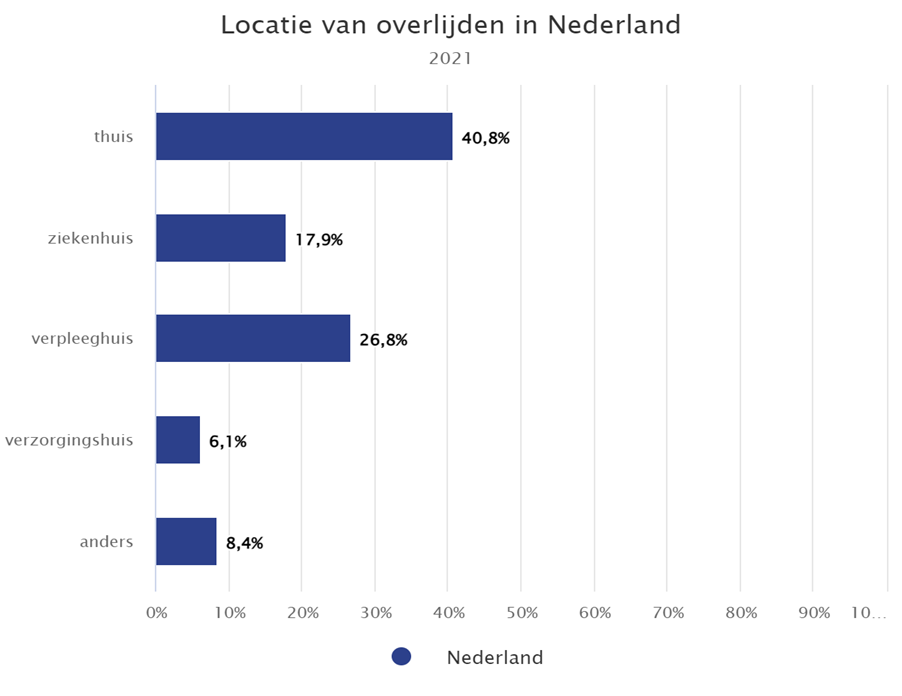 Locatie van overlijden in Nederland
2021
thuis
40,8%
ziekenhuis
17,9%
verpleeghuis
26,8%
verzorgingshuis
6,1%
anders
8,4%
0% 10% 20% 30% 40% 50% 60% 70% 80% 90% 10…
Nederland